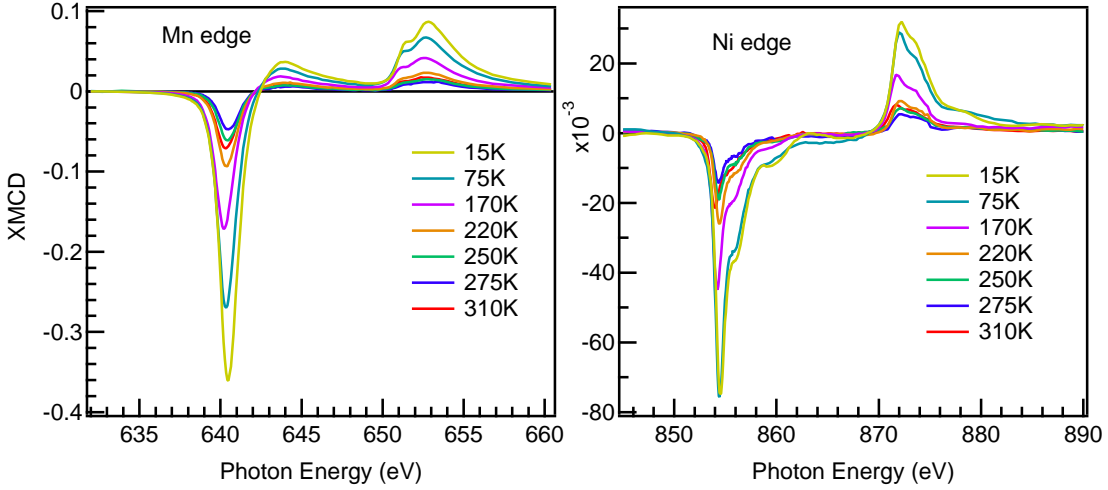 Mn edge
XMCD
0
-0.1
-0.2
-0.3
-0.4
635
640
645
650
655
660
Photon Energy (eV)
15K
75K
170K
220K
250K
275K
310K
Ni edge
x10-3
20
0
-20
-40
-60
-80
850
860
870
880
890
Photon Energy (eV)
15K
75K
170K
220K
250K
275K
310K